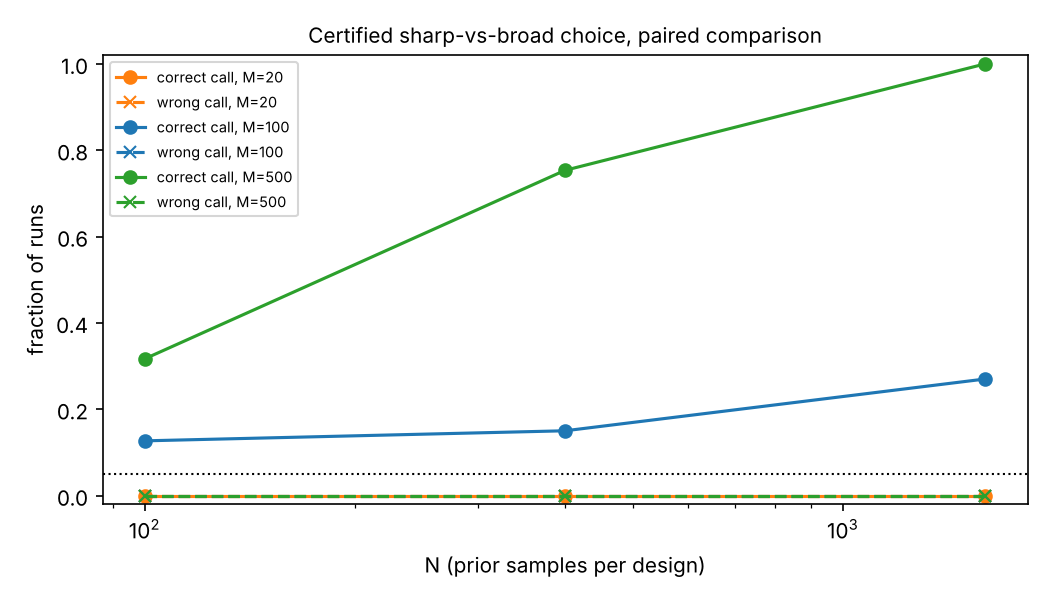 Certified sharp-vs-broad choice, paired comparison
1.0
0.8
0.6
0.4
0.2
0.0
fraction of runs
correct call, M=20
wrong call, M=20
correct call, M=100
wrong call, M=100
correct call, M=500
wrong call, M=500
10²
10³
N (prior samples per design)